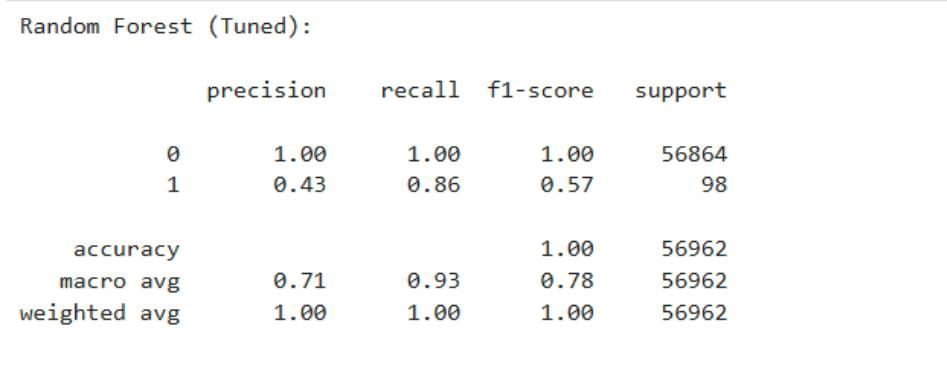 Random Forest (Tuned):
precision recall f1-score support
0 1.00 1.00 1.00 56864
1 0.43 0.86 0.57 98
accuracy 1.00 56962
macro avg 0.71 0.93 0.78 56962
weighted avg 1.00 1.00 1.00 56962